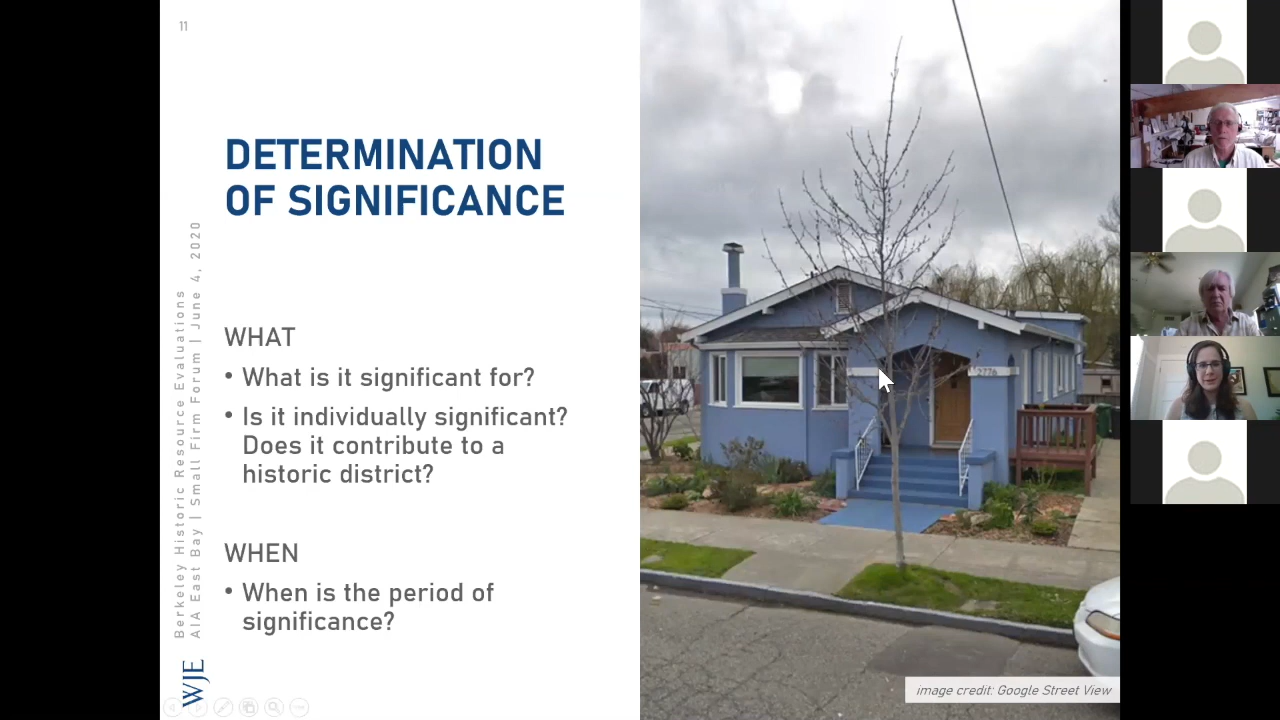 11
DETERMINATION
OF SIGNIFICANCE
WHAT
• What is it significant for?
• Is it individually significant?
Does it contribute to a
historic district?
WHEN
• When is the period of
significance?
Berkeley Historic Resource Evaluations
AIA East Bay | Small Firm Forum | June 4, 2020
WJE
2776
image credit: Google Street View